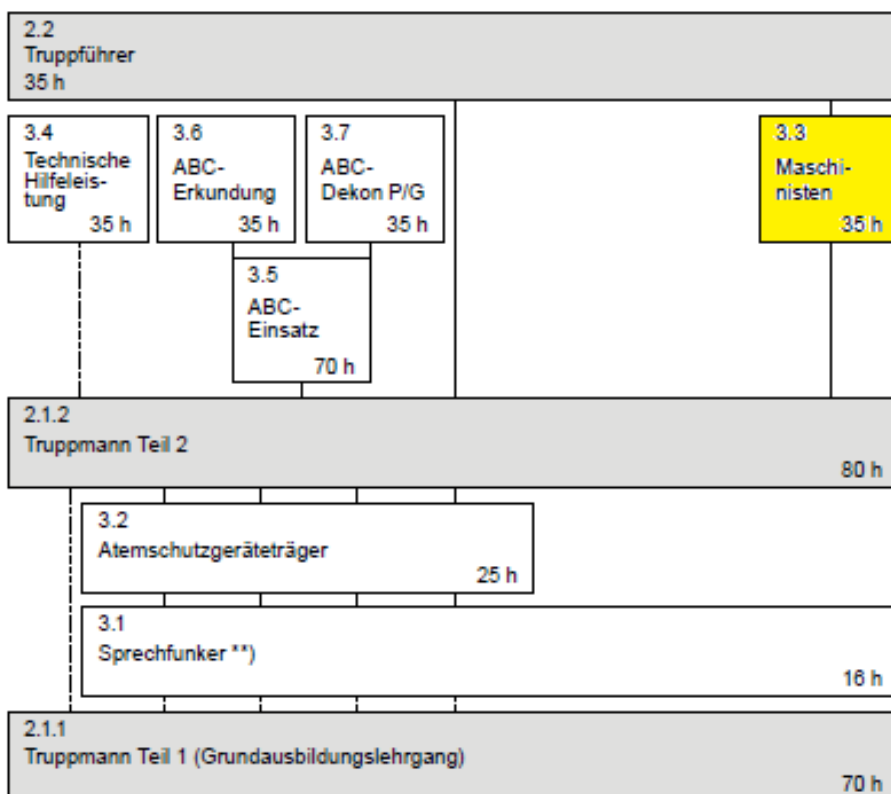 2.2
Truppführer
35 h
3.4
Technische
Hilfeleis-
tung
35 h
3.6
ABC-
Erkundung
35 h
3.7
ABC-
Dekon P/G
35 h
3.3
Maschi-
nisten
35 h
3.5
ABC-
Einsatz
70 h
2.1.2
Truppmann Teil 2
80 h
3.2
Atemschutzgeräteträger
25 h
3.1
Sprechfunker **)
16 h
2.1.1
Truppmann Teil 1 (Grundausbildungslehrgang)
70 h